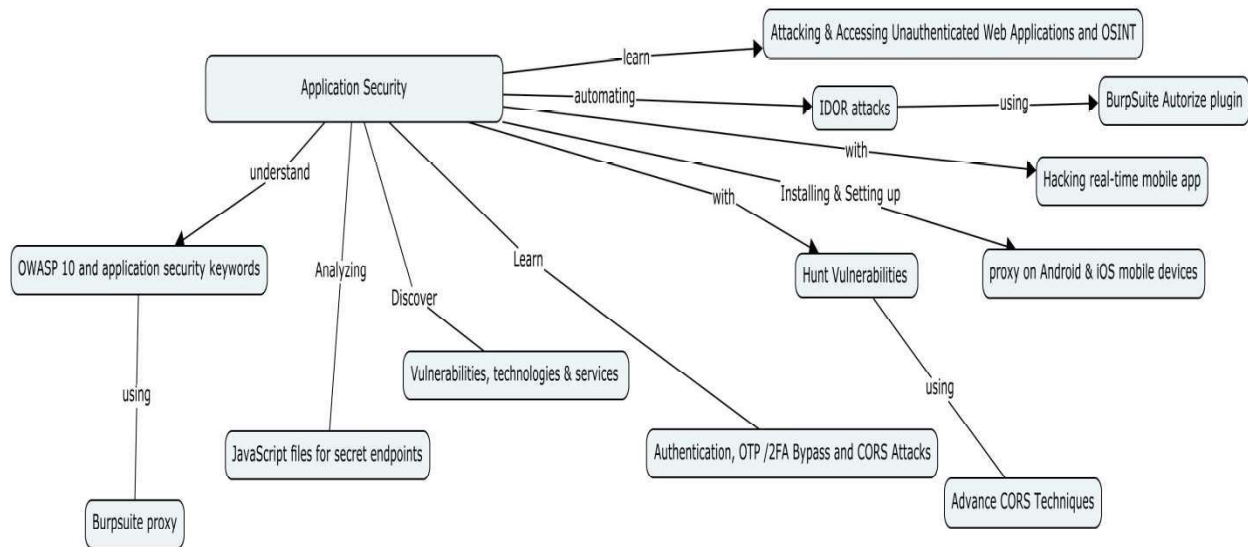 Attacking & Accessing Unauthenticated Web Applications and OSINT
learn
Application Security
automating
IDOR attacks
using
BurpSuite Autorize plugin
with
Hacking real-time mobile app
understand
with
Installing & Setting up
OWASP 10 and application security keywords
Analyzing
Learn
Hunt Vulnerabilities
proxy on Android & iOS mobile devices
Discover
Vulnerabilities, technologies & services
using
using
JavaScript files for secret endpoints
Authentication, OTP /2FA Bypass and CORS Attacks
Advance CORS Techniques
Burpsuite proxy